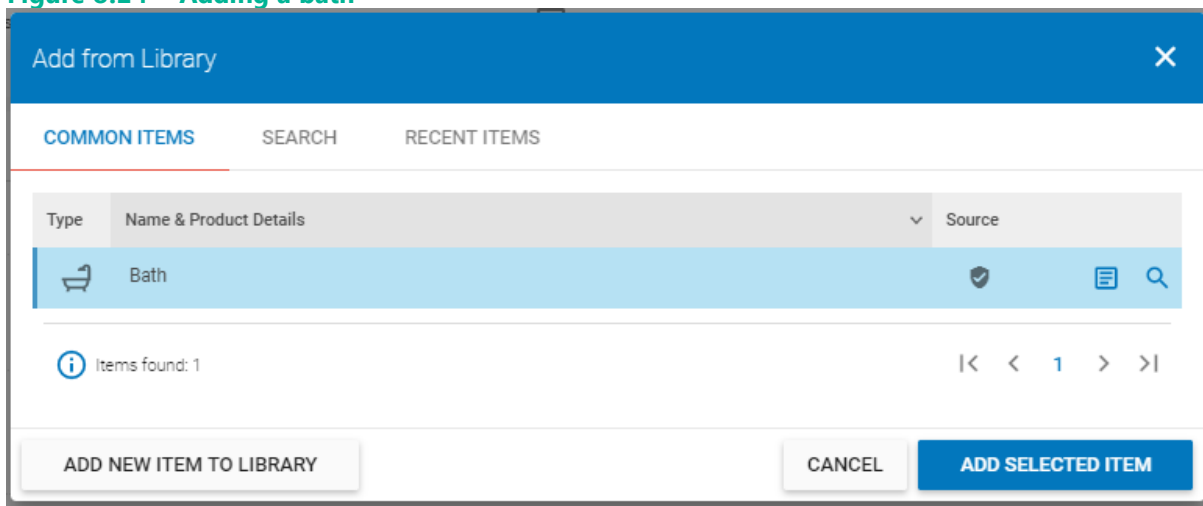 Add from Library
COMMON ITEMS SEARCH RECENT ITEMS
Type Name & Product Details Source
Bath
Items found: 1
1
ADD NEW ITEM TO LIBRARY CANCEL ADD SELECTED ITEM